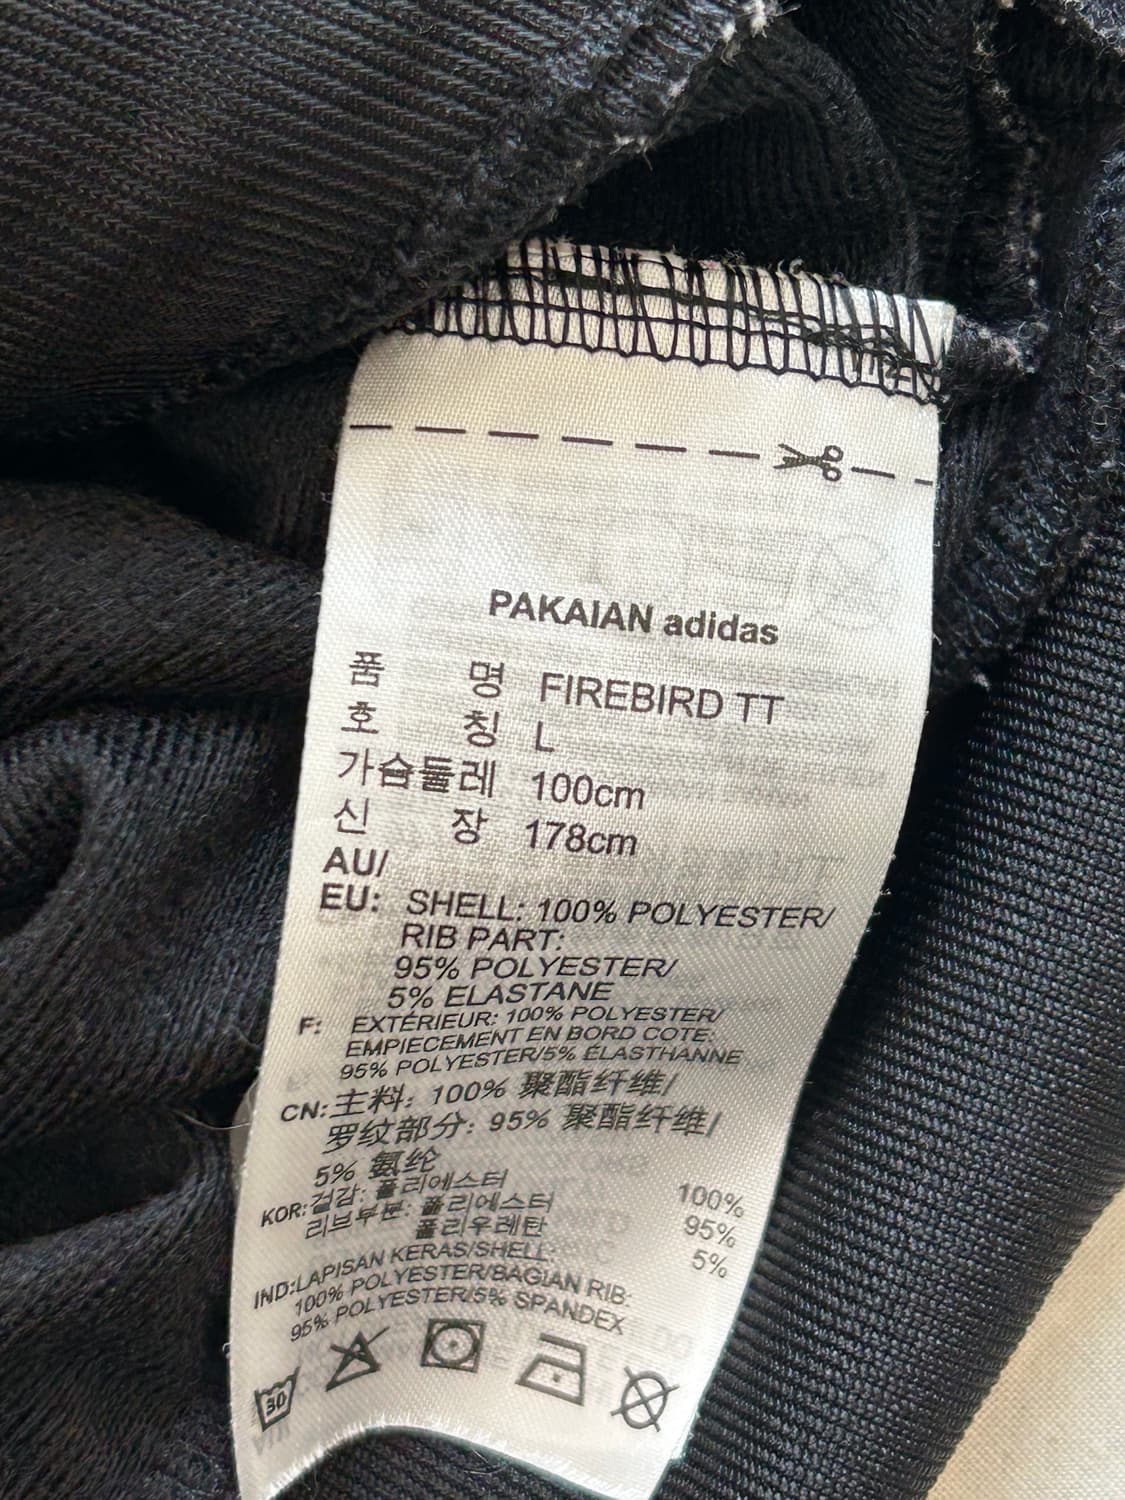 PAKAIAN adidas
품 명 FIREBIRD TT
호 칭 L
가슴둘레 100cm
신 장 178cm
AU/
EU: SHELL: 100% POLYESTER/
RIB PART:
95% POLYESTER/
5% ELASTANE
F: EXTÉRIEUR: 100% POLYESTER/
EMPIECEMENT EN BORD COTE:
95% POLYESTER/5% ÉLASTHANNE
CN: 主料: 100% 聚酯纤维/
罗纹部分: 95% 聚酯纤维/
5% 氨纶
KOR: 겉감: 폴리에스터 100%
리브부분: 폴리에스터 95%
폴리우레탄 5%
IND: LAPISAN KERAS/SHELL:
100% POLYESTER/BAGIAN RIB:
95% POLYESTER/5% SPANDEX
30